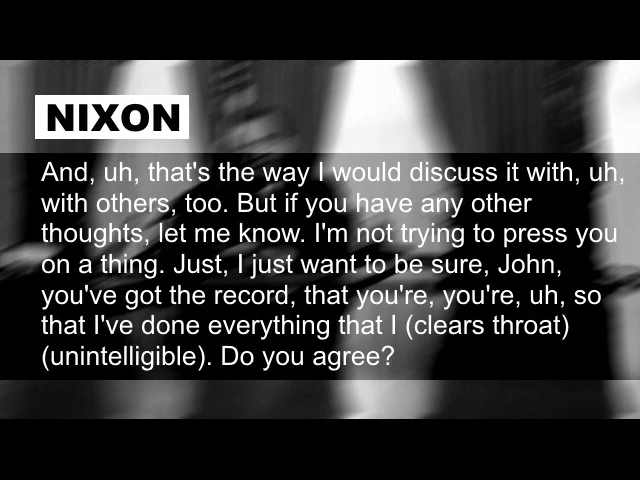 NIXON
And, uh, that's the way I would discuss it with, uh,
with others, too. But if you have any other
thoughts, let me know. I'm not trying to press you
on a thing. Just, I just want to be sure, John,
you've got the record, that you're, you're, uh, so
that I've done everything that I (clears throat)
(unintelligible). Do you agree?